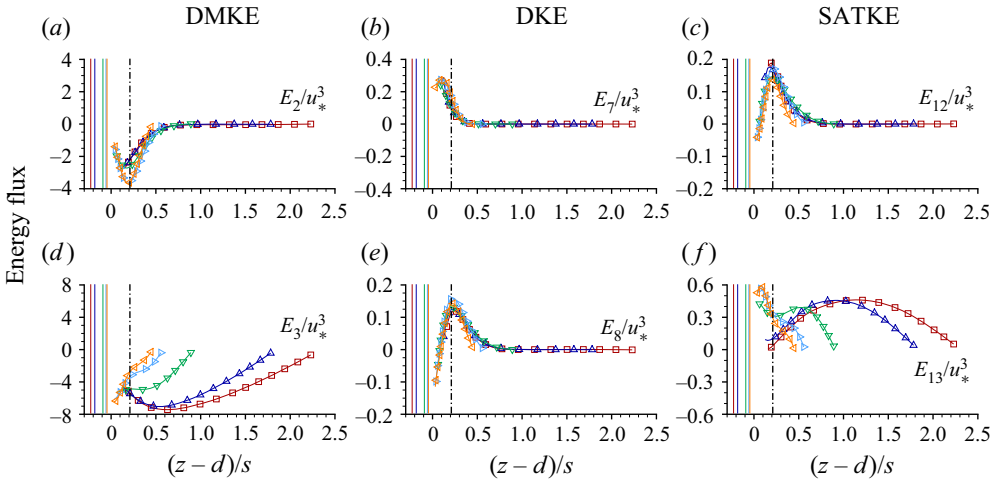 DMKE DKE SATKE
(a) (b) (c)
4 0.4 0.2
2 0.2 0.1
0 0 0
–2 0.2 –0.1
–4 –0.4 –0.2
E2/u*^3 E7/u*^3 E12/u*^3
0 0.5 1.0 1.5 2.0 2.5 0 0.5 1.0 1.5 2.0 2.5 0 0.5 1.0 1.5 2.0 2.5
Energy flux
(d) (e) (f)
8 0.2 0.6
4 0.1 0.3
0 0 0
–4 –0.1 –0.3
–8 –0.2 –0.6
E3/u*^3 E8/u*^3 E13/u*^3
0 0.5 1.0 1.5 2.0 2.5 0 0.5 1.0 1.5 2.0 2.5 0 0.5 1.0 1.5 2.0 2.5
(z – d)/s (z – d)/s (z – d)/s